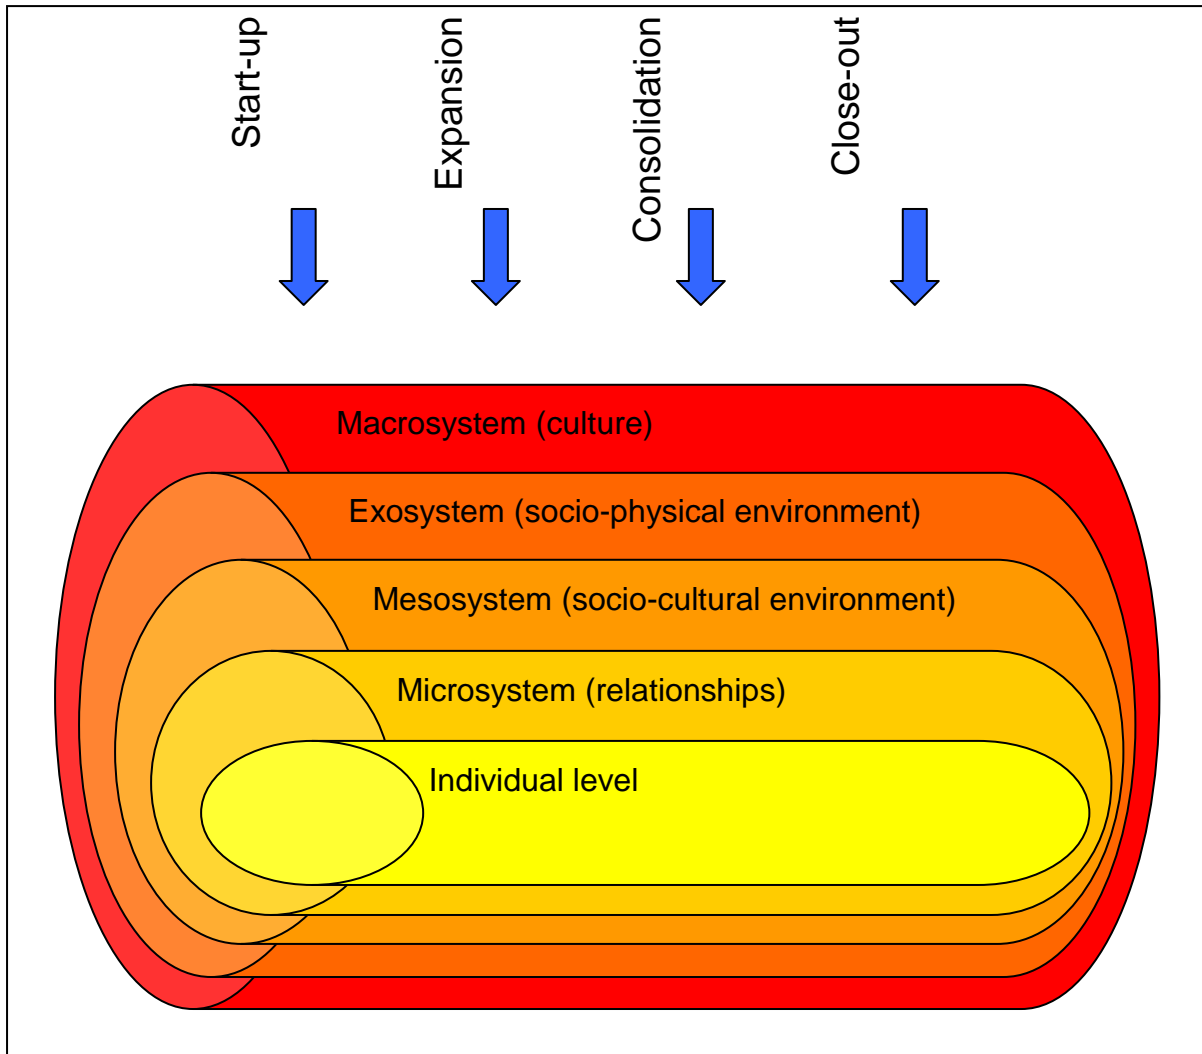 Start-up
Expansion
Consolidation
Close-out
Macrosystem (culture)
Exosystem (socio-physical environment)
Mesosystem (socio-cultural environment)
Microsystem (relationships)
Individual level